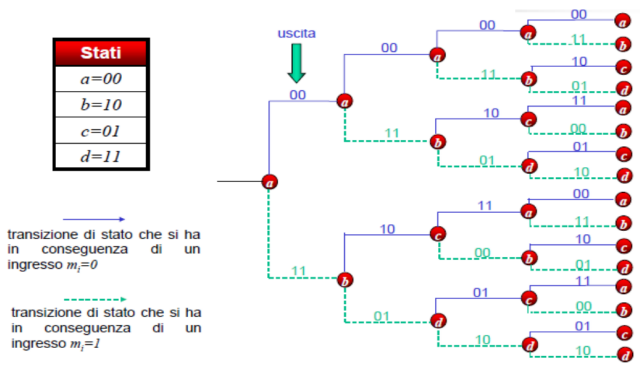 Stati
a=00
b=10
c=01
d=11
transizione di stato che si ha
in conseguenza di un
ingresso mᵢ=0
transizione di stato che si ha
in conseguenza di un
ingresso mᵢ=1
uscita
a
00
11
a
b
00
11
10
01
a
b
c
d
00
11
10
01
11
00
01
10
a
b
c
d
a
b
c
d
00
11
10
01
11
00
01
10
00
11
10
01
11
00
01
10
a
b
c
d
a
b
c
d
a
b
c
d
a
b
c
d